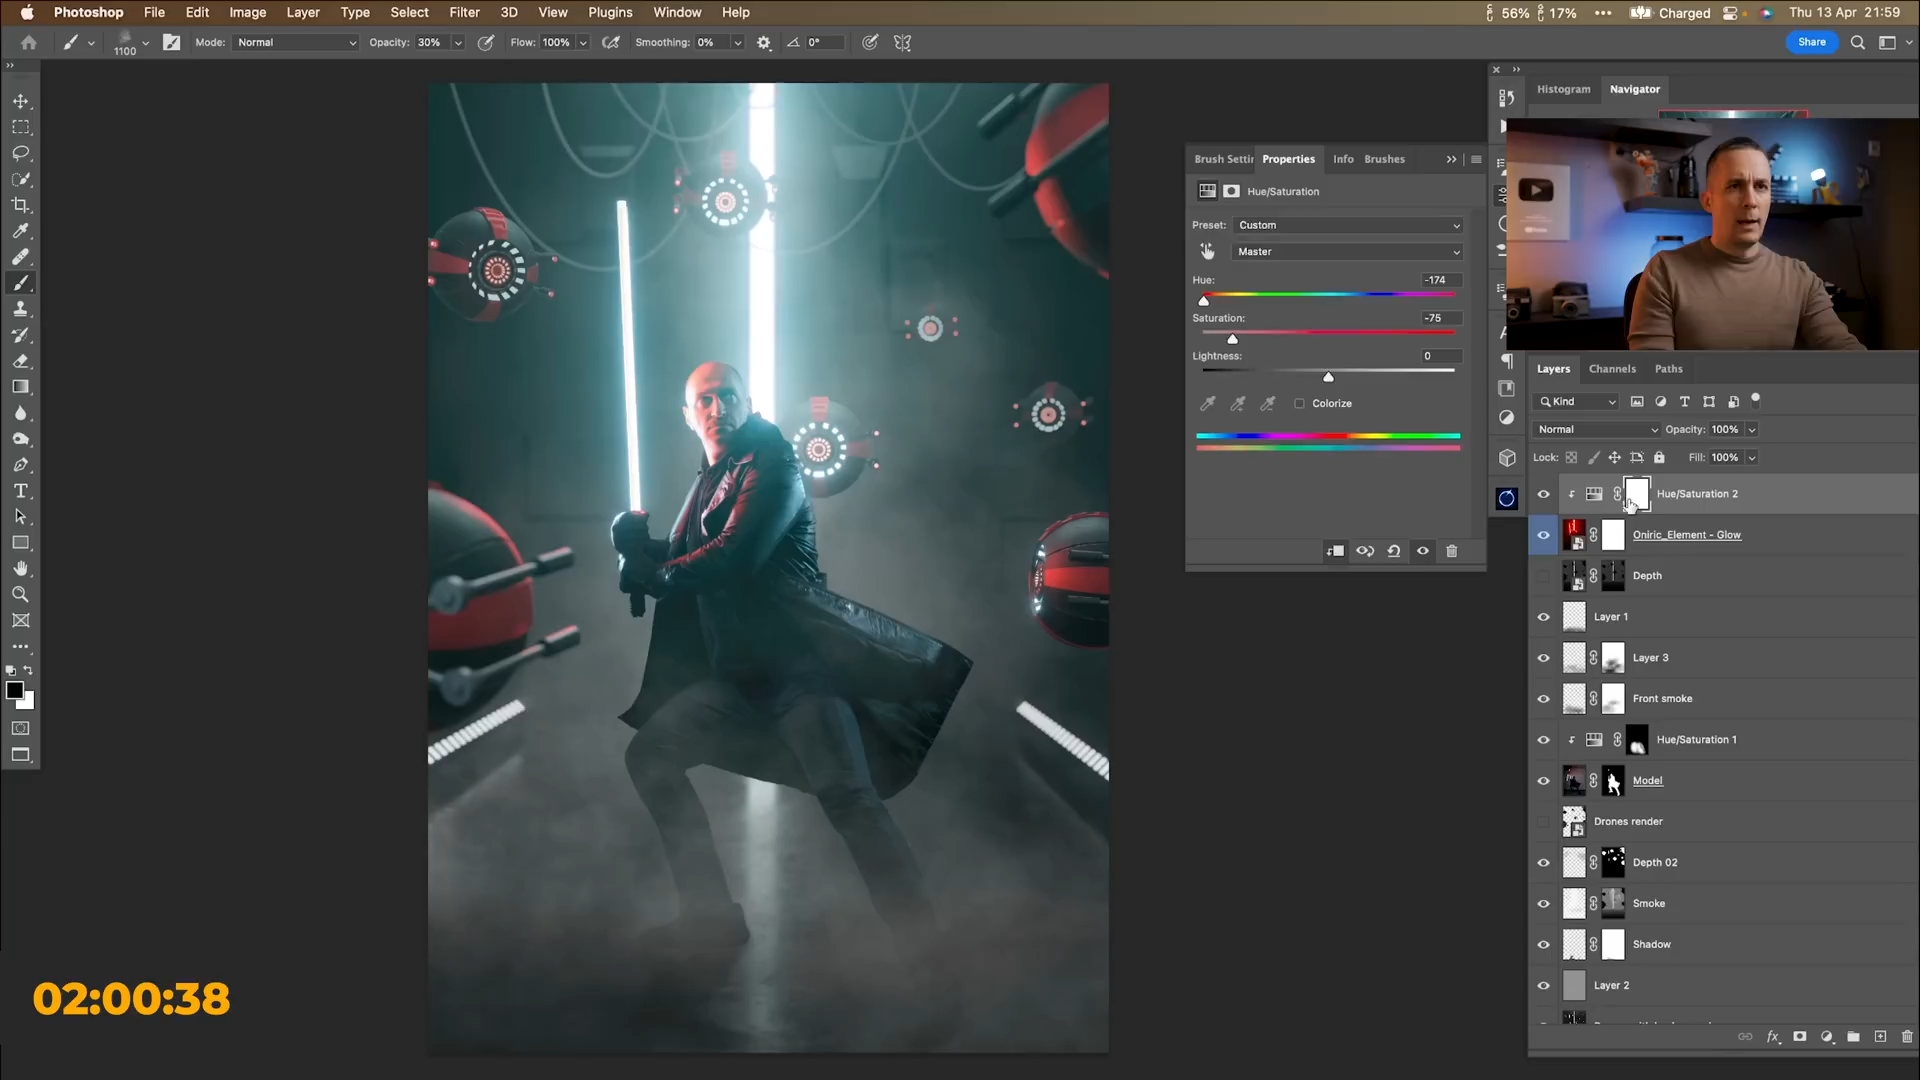 Photoshop File Edit Image Layer Type Select Filter 3D View Plugins Window Help 56% 17% Charged Thu 13 Apr 21:59
1100 Mode: Normal Opacity: 30% Flow: 100% Smoothing: 0% 0° Share
Histogram Navigator
Brush Settin Properties Info Brushes
Hue/Saturation
Preset: Custom
Master
Hue: -174
Saturation: -75
Lightness: 0
Colorize
Layers Channels Paths
Kind
Normal Opacity: 100%
Lock: Fill: 100%
Hue/Saturation 2
Oniric_Element - Glow
Depth
Layer 1
Layer 3
Front smoke
Hue/Saturation 1
Model
Drones render
Depth 02
Smoke
Shadow
Layer 2
02:00:38